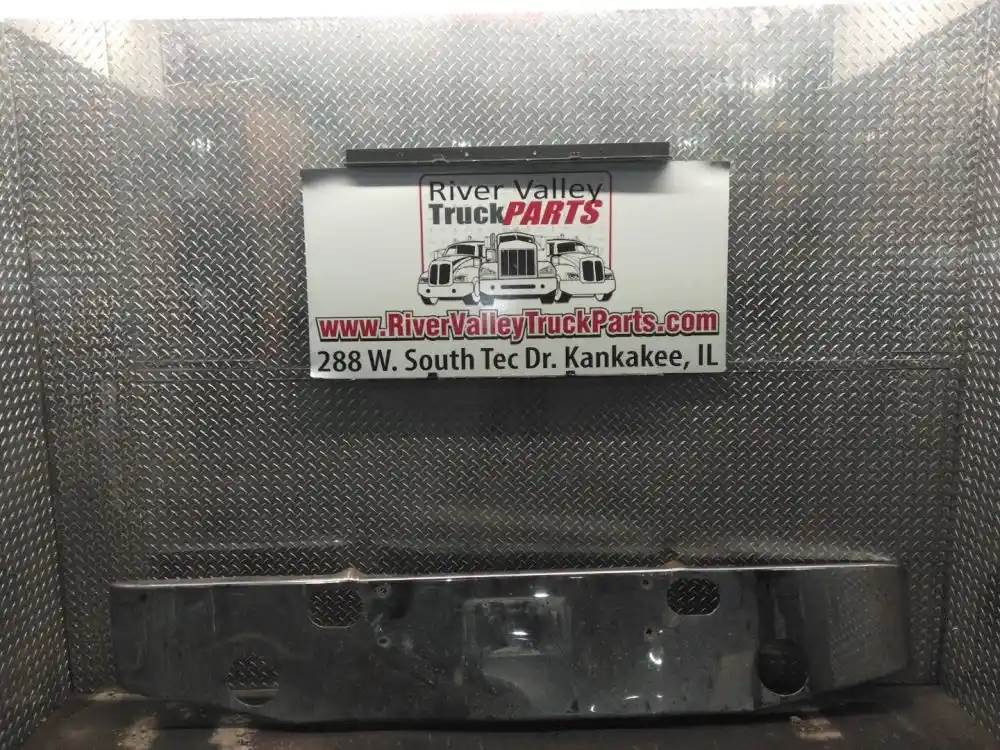 River Valley
TruckPARTS
www.RiverValleyTruckParts.com
288 W. South Tec Dr. Kankakee, IL